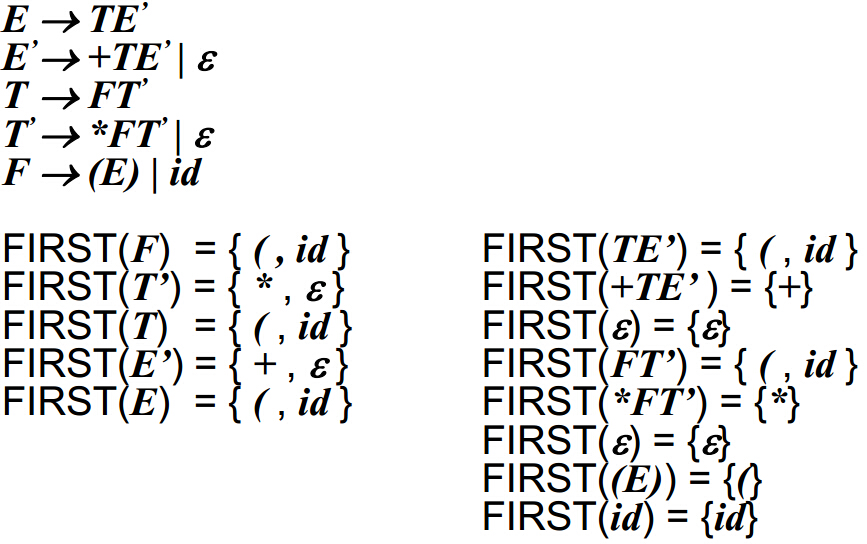 E → TE’
E’ → +TE’ | ε
T → FT’
T’ → *FT’ | ε
F → (E) | id
FIRST(F) = { ( , id }
FIRST(T’) = { * , ε }
FIRST(T) = { ( , id }
FIRST(E’) = { + , ε }
FIRST(E) = { ( , id }
FIRST(TE’) = { ( , id }
FIRST(+TE’ ) = {+}
FIRST(ε) = {ε}
FIRST(FT’) = { ( , id }
FIRST(*FT’) = {*}
FIRST(ε) = {ε}
FIRST((E)) = {(}
FIRST(id) = {id}